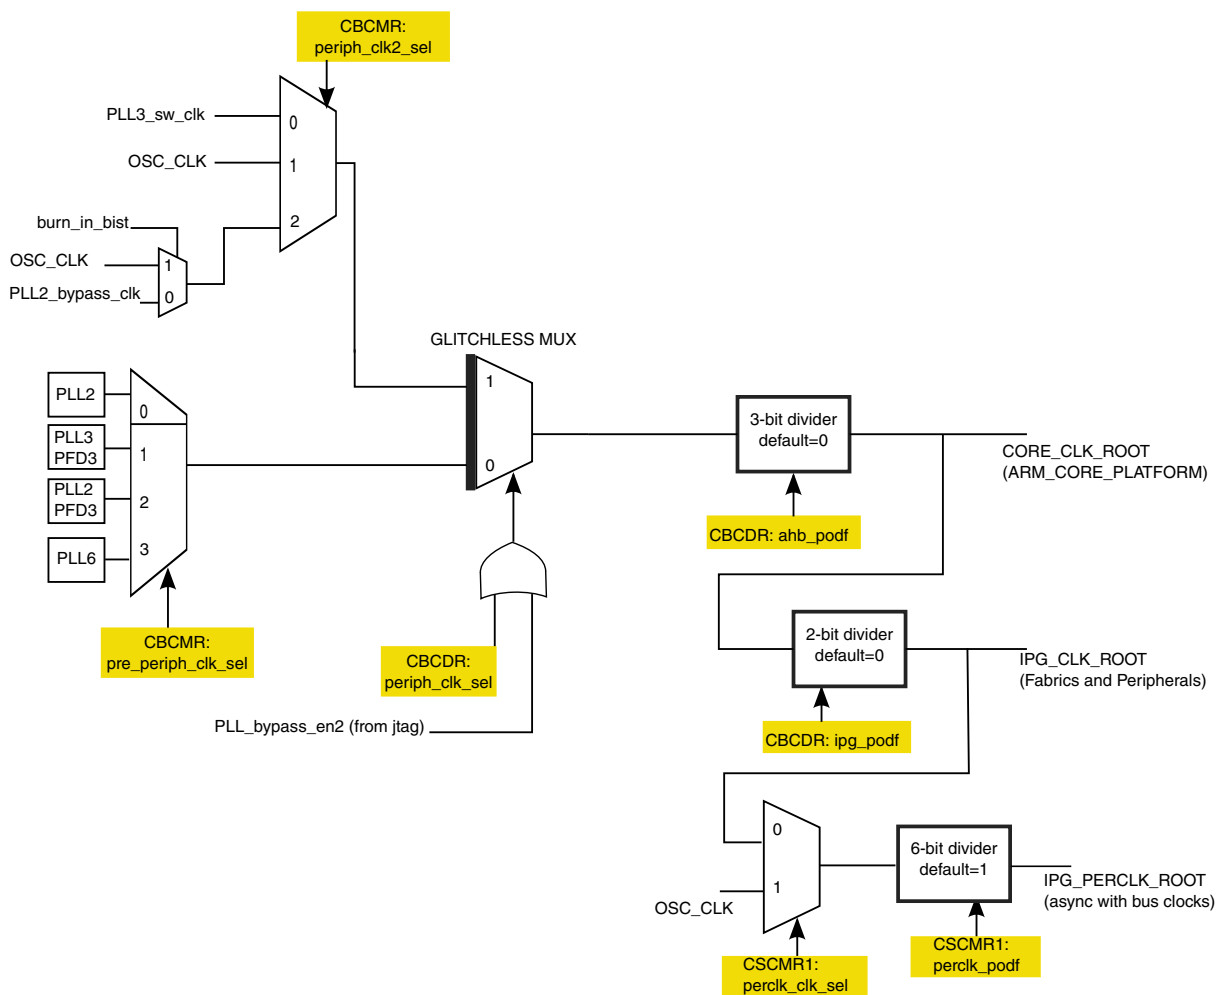 CBCMR:
periph_clk2_sel
PLL3_sw_clk
0
OSC_CLK
1
2
burn_in_bist
OSC_CLK
1
PLL2_bypass_clk
0
GLITCHLESS MUX
1
0
PLL2
0
PLL3
PFD3
1
PLL2
PFD3
2
PLL6
3
CBCMR:
pre_periph_clk_sel
CBCDR:
periph_clk_sel
PLL_bypass_en2 (from jtag)
3-bit divider
default=0
CORE_CLK_ROOT
(ARM_CORE_PLATFORM)
CBCDR: ahb_podf
2-bit divider
default=0
IPG_CLK_ROOT
(Fabrics and Peripherals)
CBCDR: ipg_podf
0
1
OSC_CLK
6-bit divider
default=1
IPG_PERCLK_ROOT
(async with bus clocks)
CSCMR1:
perclk_clk_sel
CSCMR1:
perclk_podf